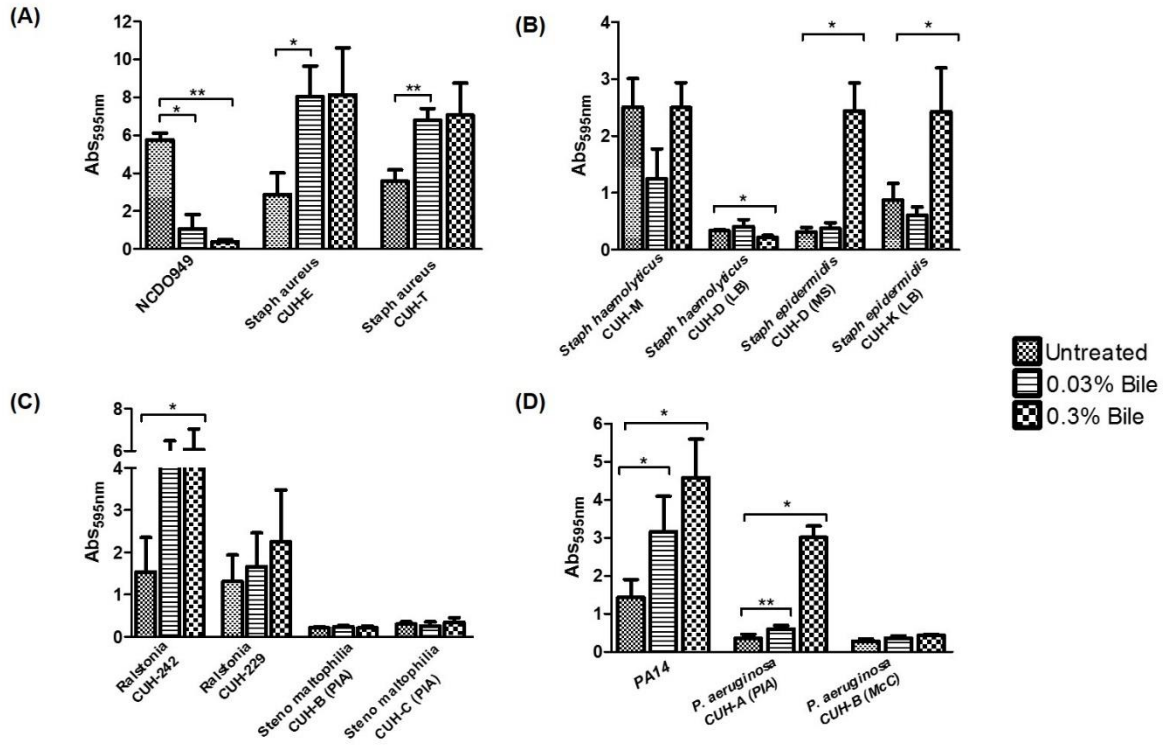 (A)
12
10
8
6
4
2
0
Abs595nm
*
**
*
**
NCDO949
Staph aureus
CUH-E
Staph aureus
CUH-T
(B)
4
3
2
1
0
Abs595nm
*
*
*
Staph haemolyticus
CUH-M
Staph haemolyticus
CUH-D (LB)
Staph epidermidis
CUH-D (MS)
Staph epidermidis
CUH-K (LB)
Untreated
0.03% Bile
0.3% Bile
(C)
8
6
4
2
0
Abs595nm
*
Ralstonia
CUH-242
Ralstonia
CUH-229
Steno maltophilia
CUH-B (PIA)
Steno maltophilia
CUH-C (PIA)
(D)
6
5
4
3
2
1
0
Abs595nm
*
*
*
**
PA14
P. aeruginosa
CUH-A (PIA)
P. aeruginosa
CUH-B (McC)